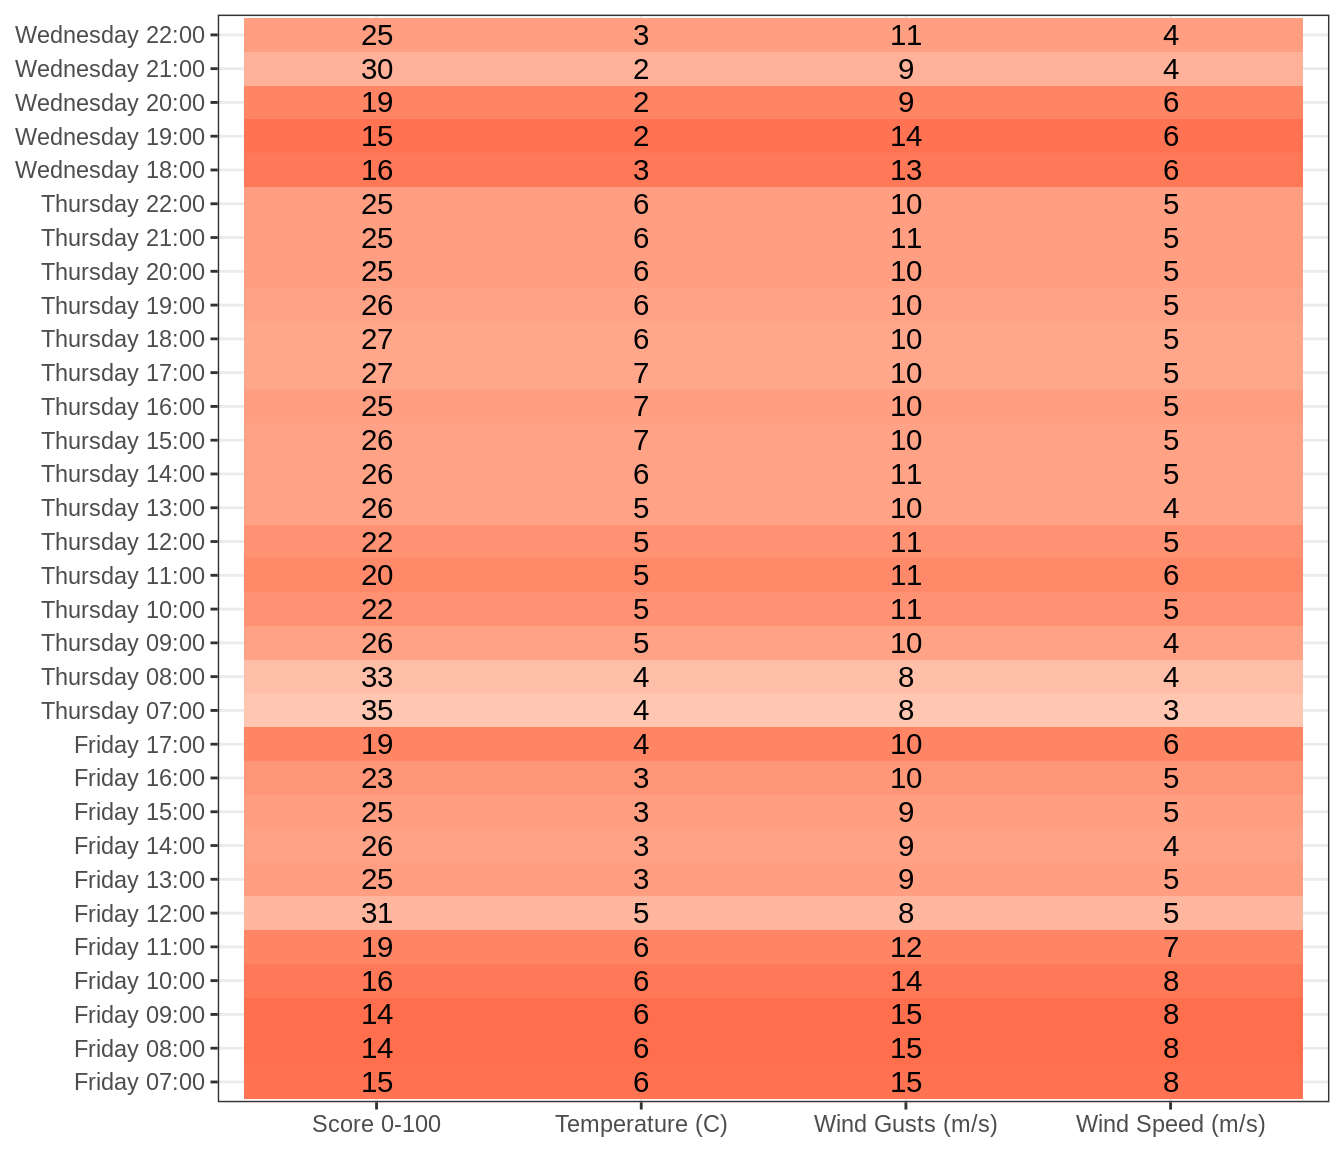 Wednesday 22:00 25 3 11 4
Wednesday 21:00 30 2 9 4
Wednesday 20:00 19 2 9 6
Wednesday 19:00 15 2 14 6
Wednesday 18:00 16 3 13 6
Thursday 22:00 25 6 10 5
Thursday 21:00 25 6 11 5
Thursday 20:00 25 6 10 5
Thursday 19:00 26 6 10 5
Thursday 18:00 27 6 10 5
Thursday 17:00 27 7 10 5
Thursday 16:00 25 7 10 5
Thursday 15:00 26 7 10 5
Thursday 14:00 26 6 11 5
Thursday 13:00 26 5 10 4
Thursday 12:00 22 5 11 5
Thursday 11:00 20 5 11 6
Thursday 10:00 22 5 11 5
Thursday 09:00 26 5 10 4
Thursday 08:00 33 4 8 4
Thursday 07:00 35 4 8 3
Friday 17:00 19 4 10 6
Friday 16:00 23 3 10 5
Friday 15:00 25 3 9 5
Friday 14:00 26 3 9 4
Friday 13:00 25 3 9 5
Friday 12:00 31 5 8 5
Friday 11:00 19 6 12 7
Friday 10:00 16 6 14 8
Friday 09:00 14 6 15 8
Friday 08:00 14 6 15 8
Friday 07:00 15 6 15 8
Score 0-100 Temperature (C) Wind Gusts (m/s) Wind Speed (m/s)